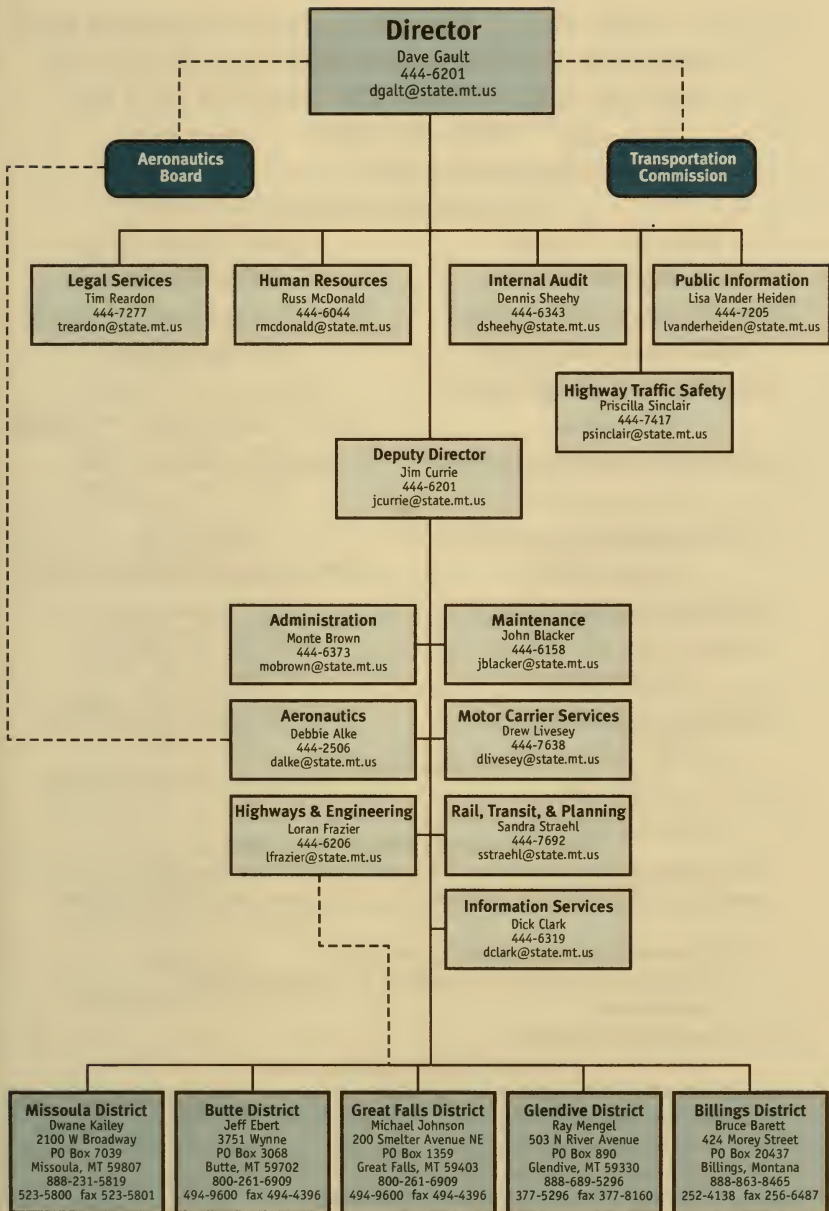 Director
Dave Gault
444-6201
dgalt@state.mt.us
Aeronautics
Board
Transportation
Commission
Legal Services
Tim Reardon
444-7277
treardon@state.mt.us
Human Resources
Russ McDonald
444-6044
rmcdonald@state.mt.us
Internal Audit
Dennis Sheehy
444-6343
dsheehy@state.mt.us
Public Information
Lisa Vander Heiden
444-7205
lvanderheiden@state.mt.us
Highway Traffic Safety
Priscilla Sinclair
444-7417
psinclair@state.mt.us
Deputy Director
Jim Currie
444-6201
jcurrie@state.mt.us
Administration
Monte Brown
444-6373
mobrown@state.mt.us
Maintenance
John Blacker
444-6158
jblacker@state.mt.us
Aeronautics
Debbie Alke
444-2506
dalke@state.mt.us
Motor Carrier Services
Drew Livesey
444-7638
dlivesey@state.mt.us
Highways & Engineering
Loran Frazier
444-6206
lfrazier@state.mt.us
Rail, Transit, & Planning
Sandra Straehl
444-7692
sstraehl@state.mt.us
Information Services
Dick Clark
444-6319
dclark@state.mt.us
Missoula District
Dwane Kailey
2100 W Broadway
PO Box 7039
Missoula, MT 59807
888-231-5819
523-5800 fax 523-5801
Butte District
Jeff Ebert
3751 Wynne
PO Box 3068
Butte, MT 59702
800-261-6909
494-9600 fax 494-4396
Great Falls District
Michael Johnson
200 Smelter Avenue NE
PO Box 1359
Great Falls, MT 59403
800-261-6909
494-9600 fax 494-4396
Glendive District
Ray Mengel
503 N River Avenue
PO Box 890
Glendive, MT 59330
888-689-5296
377-5296 fax 377-8160
Billings District
Bruce Barett
424 Morey Street
PO Box 20437
Billings, Montana
888-863-8465
252-4138 fax 256-6487